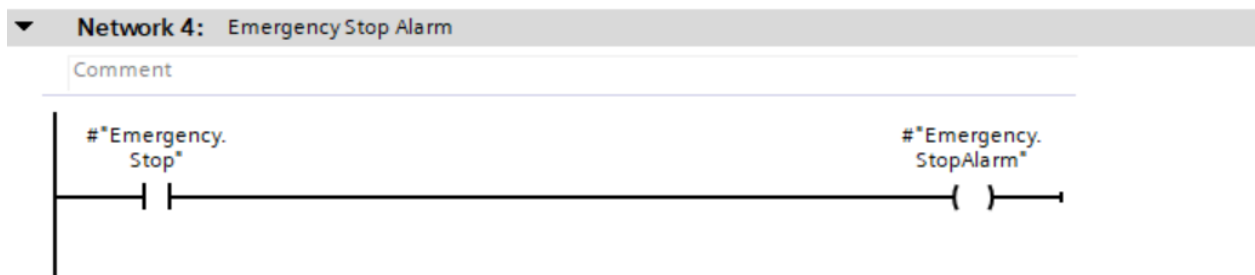 Network 4: Emergency Stop Alarm
Comment
#"Emergency.
Stop"
#"Emergency.
StopAlarm"